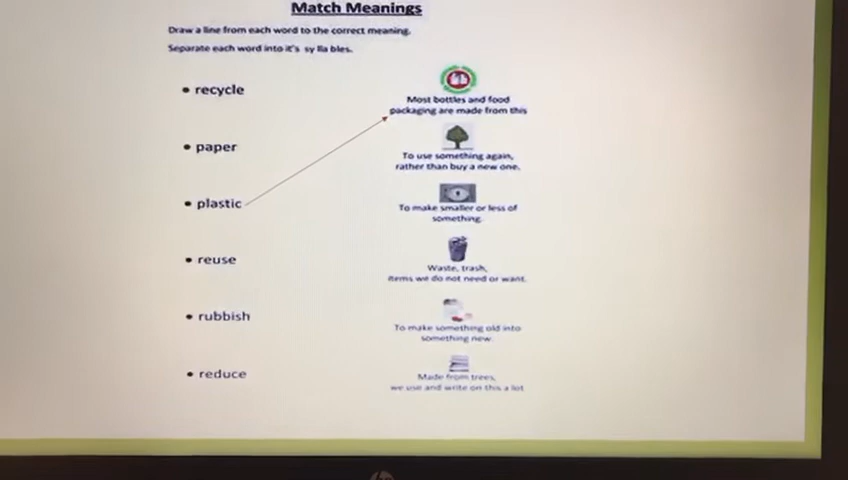 Match Meanings
Draw a line from each word to the correct meaning.
Separate each word into it's sy lla bles.
recycle
Most bottles and food
packaging are made from this
paper
To use something again,
rather than buy a new one.
plastic
To make smaller or less of
something.
reuse
Waste, trash,
items we do not need or want.
rubbish
To make something old into
something new.
reduce
Made from trees,
we use and write on this a lot
hp